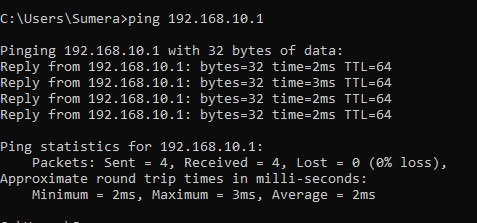 C:\Users\Sumera>ping 192.168.10.1
Pinging 192.168.10.1 with 32 bytes of data:
Reply from 192.168.10.1: bytes=32 time=2ms TTL=64
Reply from 192.168.10.1: bytes=32 time=3ms TTL=64
Reply from 192.168.10.1: bytes=32 time=2ms TTL=64
Reply from 192.168.10.1: bytes=32 time=2ms TTL=64
Ping statistics for 192.168.10.1:
    Packets: Sent = 4, Received = 4, Lost = 0 (0% loss),
Approximate round trip times in milli-seconds:
    Minimum = 2ms, Maximum = 3ms, Average = 2ms